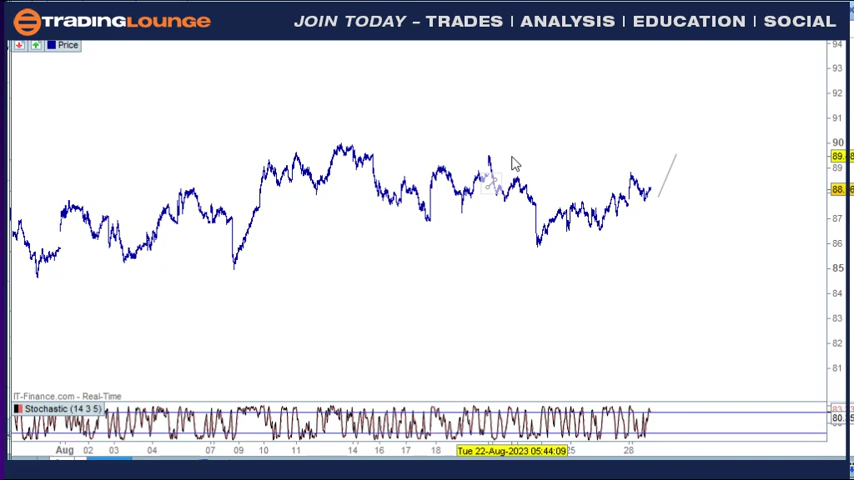 TRADINGLOUNGE JOIN TODAY – TRADES | ANALYSIS | EDUCATION | SOCIAL
Price
94
93
92
91
90
89
88
87
86
85
84
83
82
81
IT-Finance.com - Real-Time
Stochastic (14 3 5)
Aug 02 03 04 07 09 10 11 14 16 17 18 Tue 22-Aug-2023 05:44:09 25 28